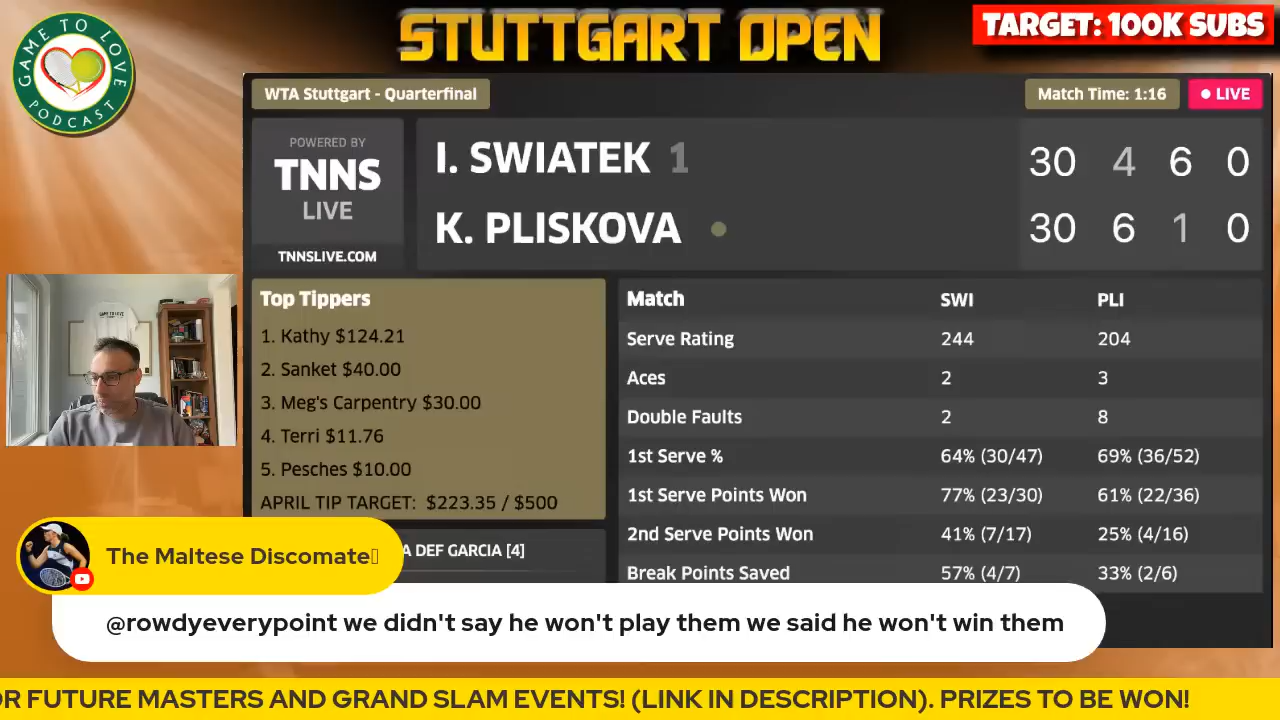 GAME TO LOVE
PODCAST
STUTTGART OPEN
TARGET: 100K SUBS
WTA Stuttgart - Quarterfinal
Match Time: 1:16
LIVE
POWERED BY
TNNS
LIVE
TNNSLIVE.COM
I. SWIATEK 1 30 4 6 0
K. PLISKOVA 30 6 1 0
Top Tippers
1. Kathy $124.21
2. Sanket $40.00
3. Meg's Carpentry $30.00
4. Terri $11.76
5. Pesches $10.00
APRIL TIP TARGET: $223.35 / $500
A DEF GARCIA [4]
Match SWI PLI
Serve Rating 244 204
Aces 2 3
Double Faults 2 8
1st Serve % 64% (30/47) 69% (36/52)
1st Serve Points Won 77% (23/30) 61% (22/36)
2nd Serve Points Won 41% (7/17) 25% (4/16)
Break Points Saved 57% (4/7) 33% (2/6)
The Maltese Discomate
@rowdyeverypoint we didn't say he won't play them we said he won't win them
OR FUTURE MASTERS AND GRAND SLAM EVENTS! (LINK IN DESCRIPTION). PRIZES TO BE WON!